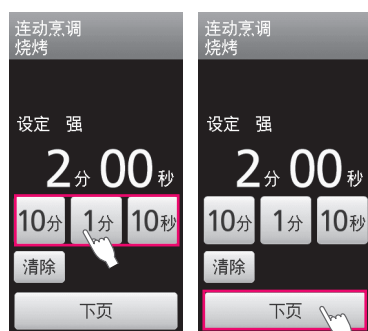 连动烹调
烧烤
设定 强
2分00秒
10分 1分 10秒
清除
下页
连动烹调
烧烤
设定 强
2分00秒
10分 1分 10秒
清除
下页